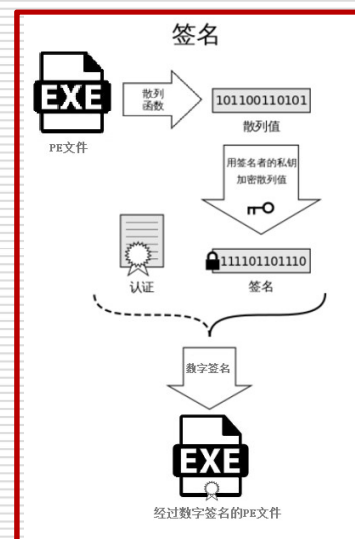 签名
EXE
PE文件
散列
函数
101100110101
散列值
用签名者的私钥
加密散列值
认证
111101101110
签名
数字签名
EXE
经过数字签名的PE文件